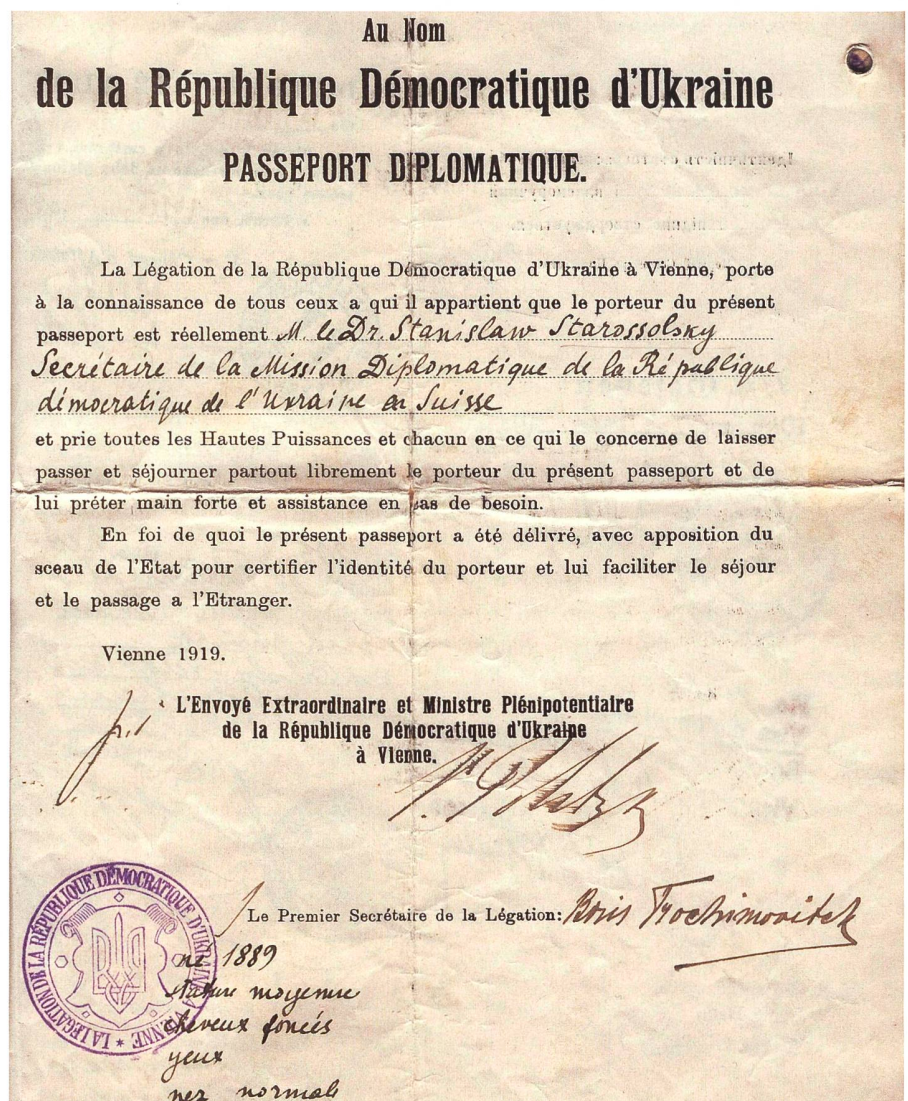 Au Nom
de la République Démocratique d'Ukraine
PASSEPORT DIPLOMATIQUE.
La Légation de la République Démocratique d'Ukraine à Vienne, porte
à la connaissance de tous ceux a qui il appartient que le porteur du présent
passeport est réellement M. le Dr. Stanislaw Starossolsky
Secrétaire de la Mission Diplomatique de la République
démocratique de l'Ukraine en Suisse
et prie toutes les Hautes Puissances et chacun en ce qui le concerne de laisser
passer et séjourner partout librement le porteur du présent passeport et de
lui préter main forte et assistance en cas de besoin.
En foi de quoi le présent passeport a été délivré, avec apposition du
sceau de l'Etat pour certifier l'identité du porteur et lui faciliter le séjour
et le passage a l'Etranger.
Vienne 1919.
L'Envoyé Extraordinaire et Ministre Plénipotentiaire
de la République Démocratique d'Ukraine
à Vienne.
Le Premier Secrétaire de la Légation: Boris Trochimovitch
LA LÉGATION DE LA RÉPUBLIQUE DÉMOCRATIQUE D'UKRAINE A VIENNE *
né 1889
stature moyenne
cheveux foncés
yeux
nez normale